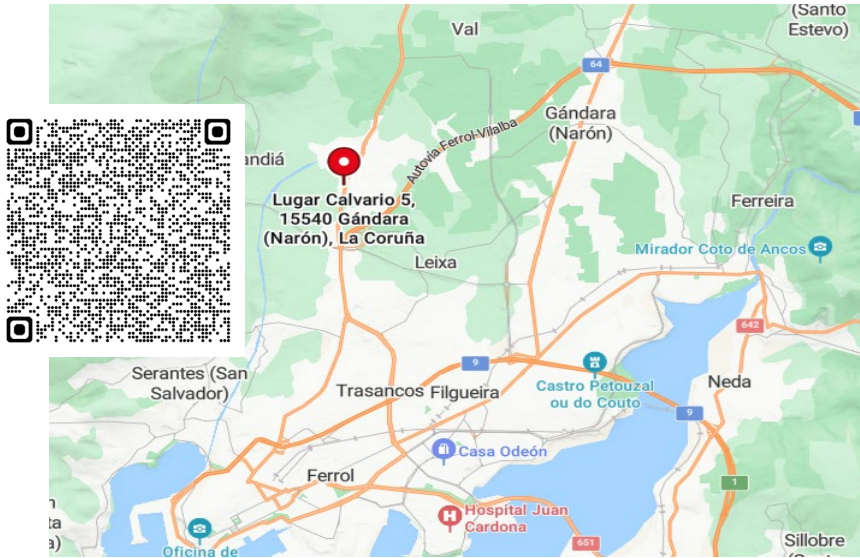 (Santo
Estevo)
Val
64
Gándara
(Narón)
Autovia Ferrol-Vilalba
andiá
Lugar Calvario 5,
15540 Gándara
(Narón), La Coruña
Ferreira
Mirador Coto de Ancos
Leixa
642
9
Serantes (San
Salvador)
Trasancos
Filgueira
Castro Petouzal
ou do Couto
Neda
9
Casa Odeón
Ferrol
1
Hospital Juan
Cardona
651
Sillobre
Oficina de